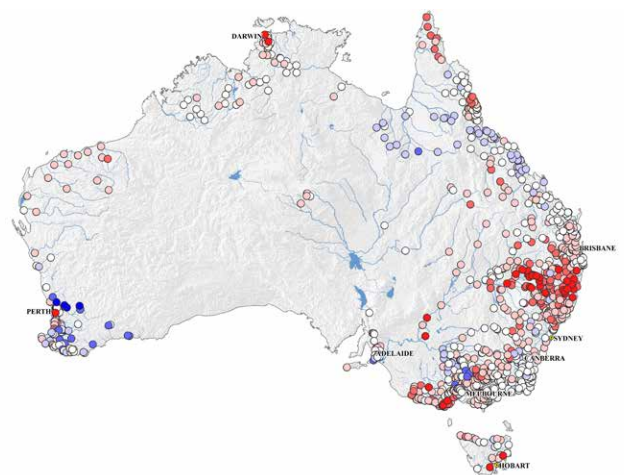 DARWIN
BRISBANE
PERTH
SYDNEY
ADELAIDE
CANBERRA
MELBOURNE
HOBART